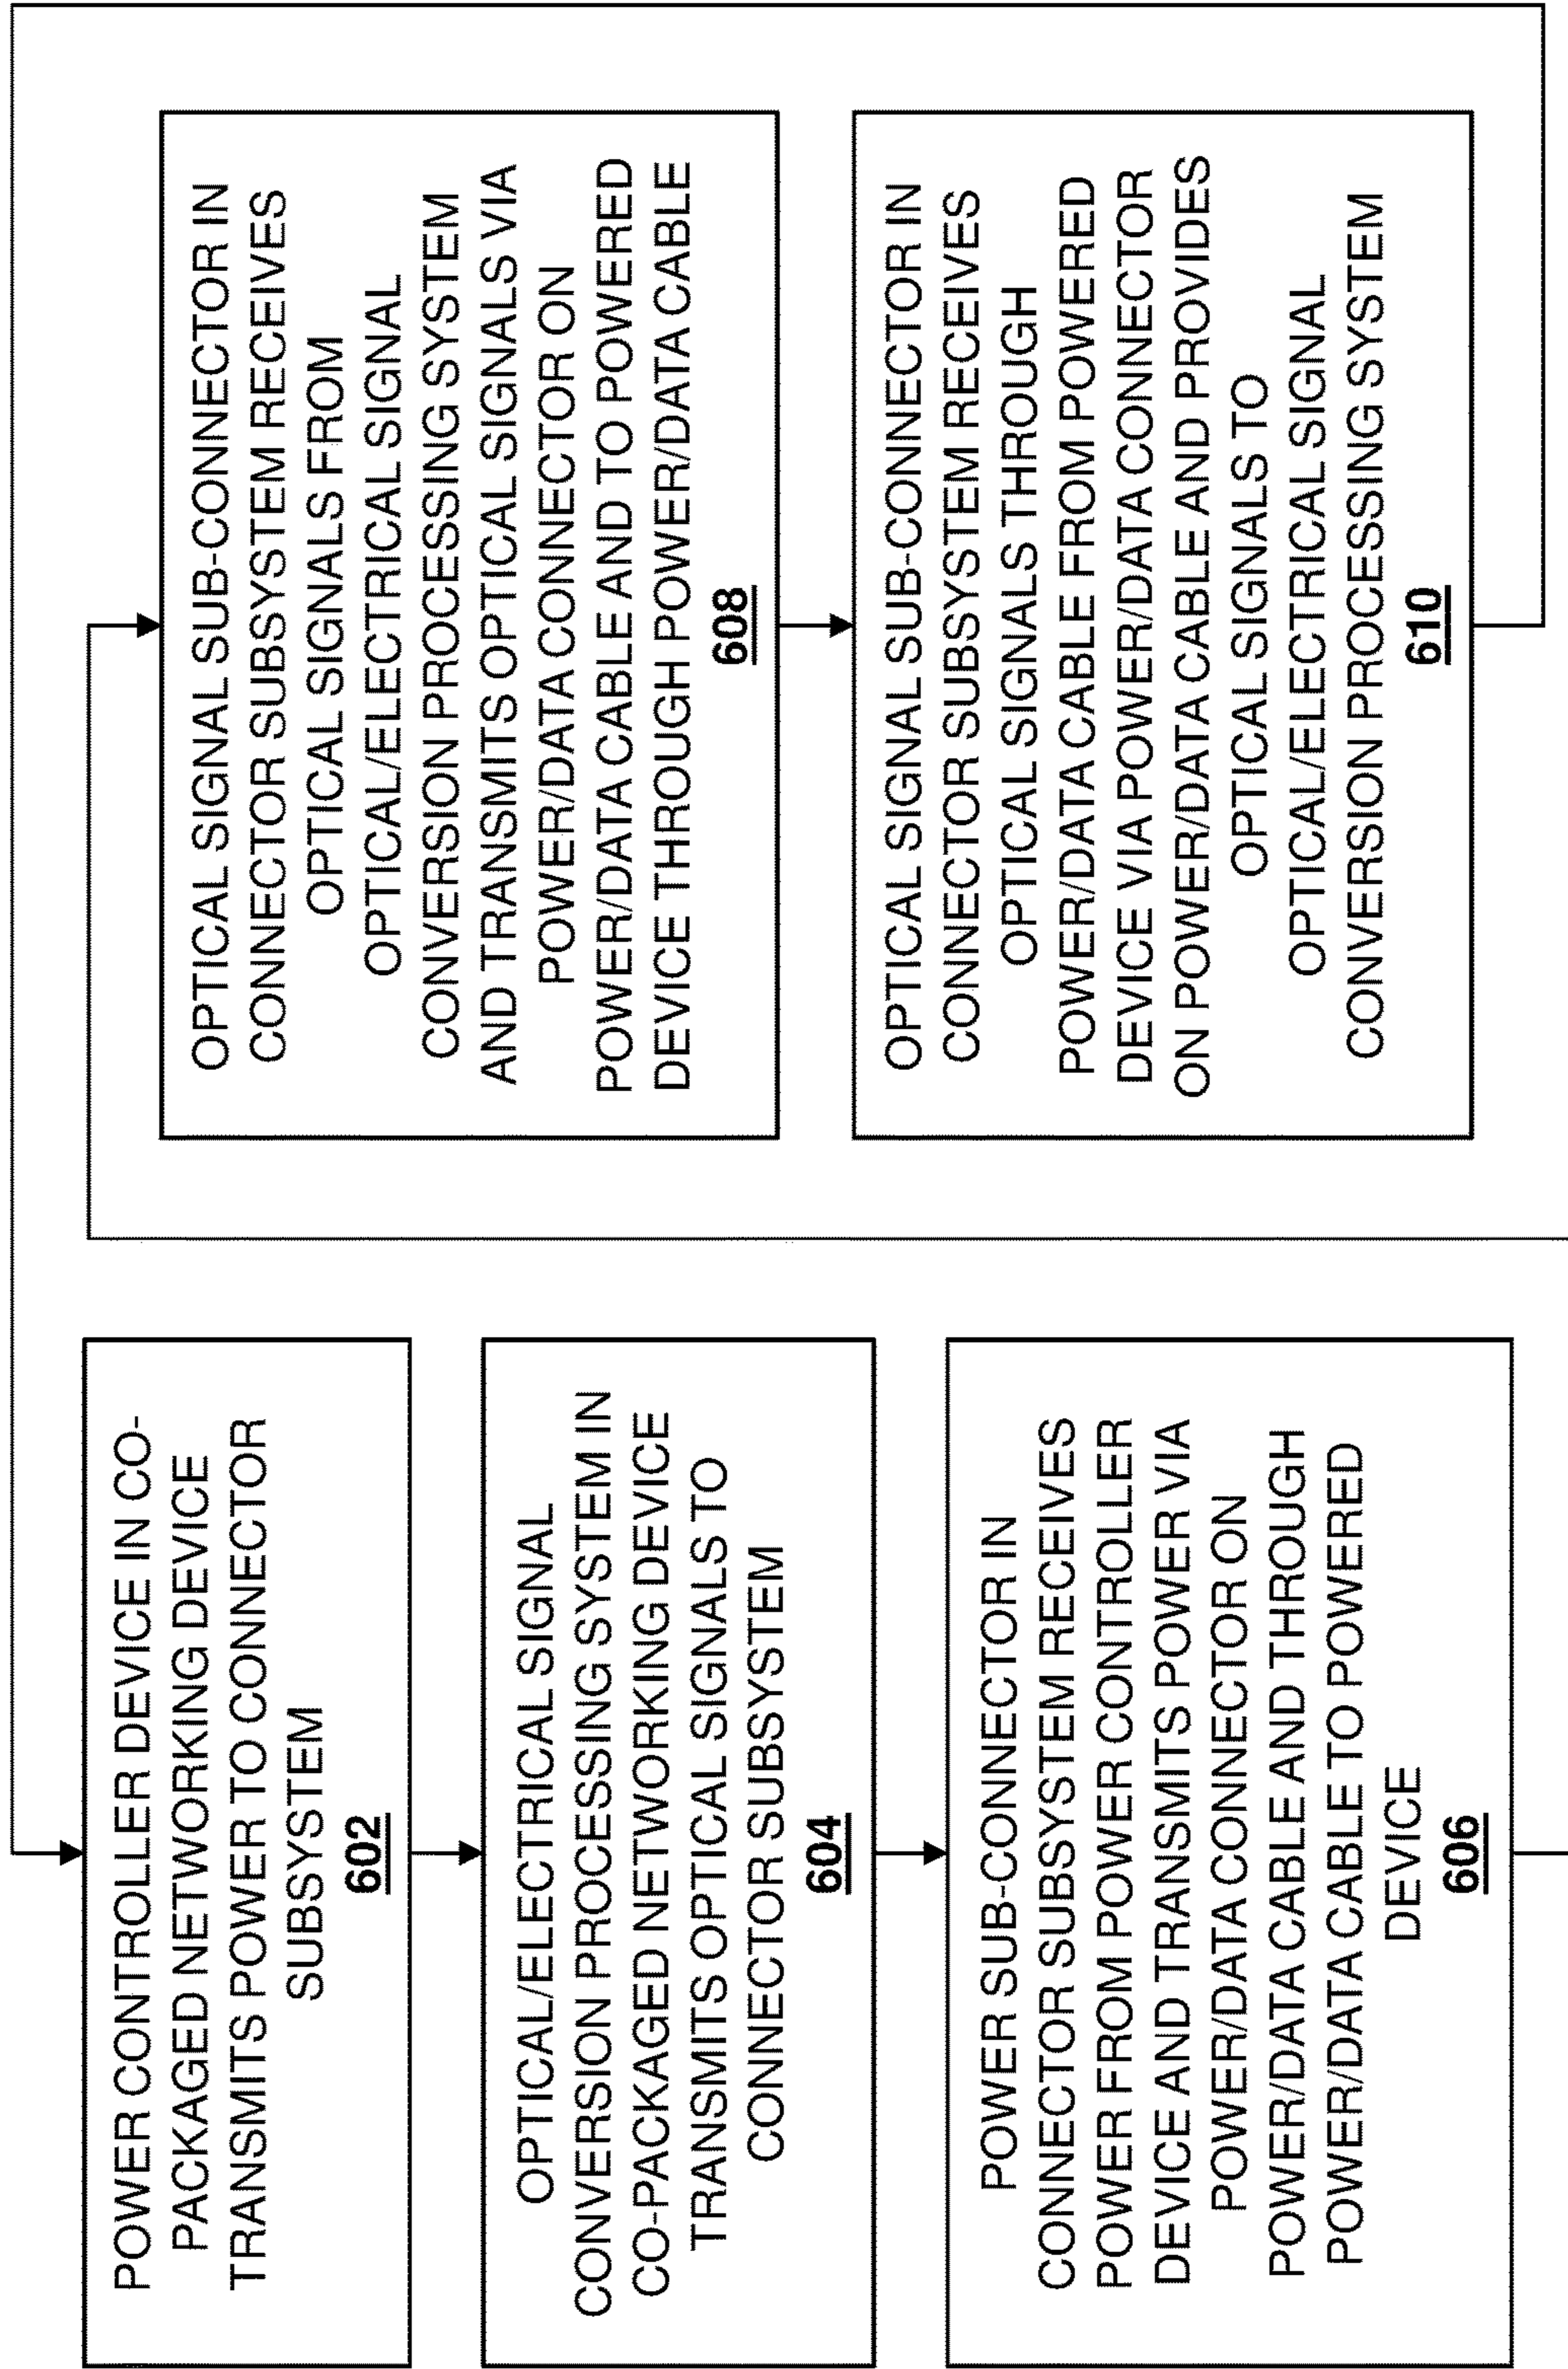 POWER CONTROLLER DEVICE IN CO-
PACKAGED NETWORKING DEVICE
TRANSMITS POWER TO CONNECTOR
SUBSYSTEM
602
OPTICAL/ELECTRICAL SIGNAL
CONVERSION PROCESSING SYSTEM IN
CO-PACKAGED NETWORKING DEVICE
TRANSMITS OPTICAL SIGNALS TO
CONNECTOR SUBSYSTEM
604
POWER SUB-CONNECTOR IN
CONNECTOR SUBSYSTEM RECEIVES
POWER FROM POWER CONTROLLER
DEVICE AND TRANSMITS POWER VIA
POWER/DATA CONNECTOR ON
POWER/DATA CABLE AND THROUGH
POWER/DATA CABLE TO POWERED
DEVICE
606
OPTICAL SIGNAL SUB-CONNECTOR IN
CONNECTOR SUBSYSTEM RECEIVES
OPTICAL SIGNALS FROM
OPTICAL/ELECTRICAL SIGNAL
CONVERSION PROCESSING SYSTEM
AND TRANSMITS OPTICAL SIGNALS VIA
POWER/DATA CONNECTOR ON
POWER/DATA CABLE AND TO POWERED
DEVICE THROUGH POWER/DATA CABLE
608
OPTICAL SIGNAL SUB-CONNECTOR IN
CONNECTOR SUBSYSTEM RECEIVES
OPTICAL SIGNALS THROUGH
POWER/DATA CABLE FROM POWERED
DEVICE VIA POWER/DATA CONNECTOR
ON POWER/DATA CABLE AND PROVIDES
OPTICAL SIGNALS TO
OPTICAL/ELECTRICAL SIGNAL
CONVERSION PROCESSING SYSTEM
610